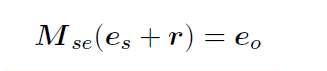 M_{se}(e_s + r) = e_o